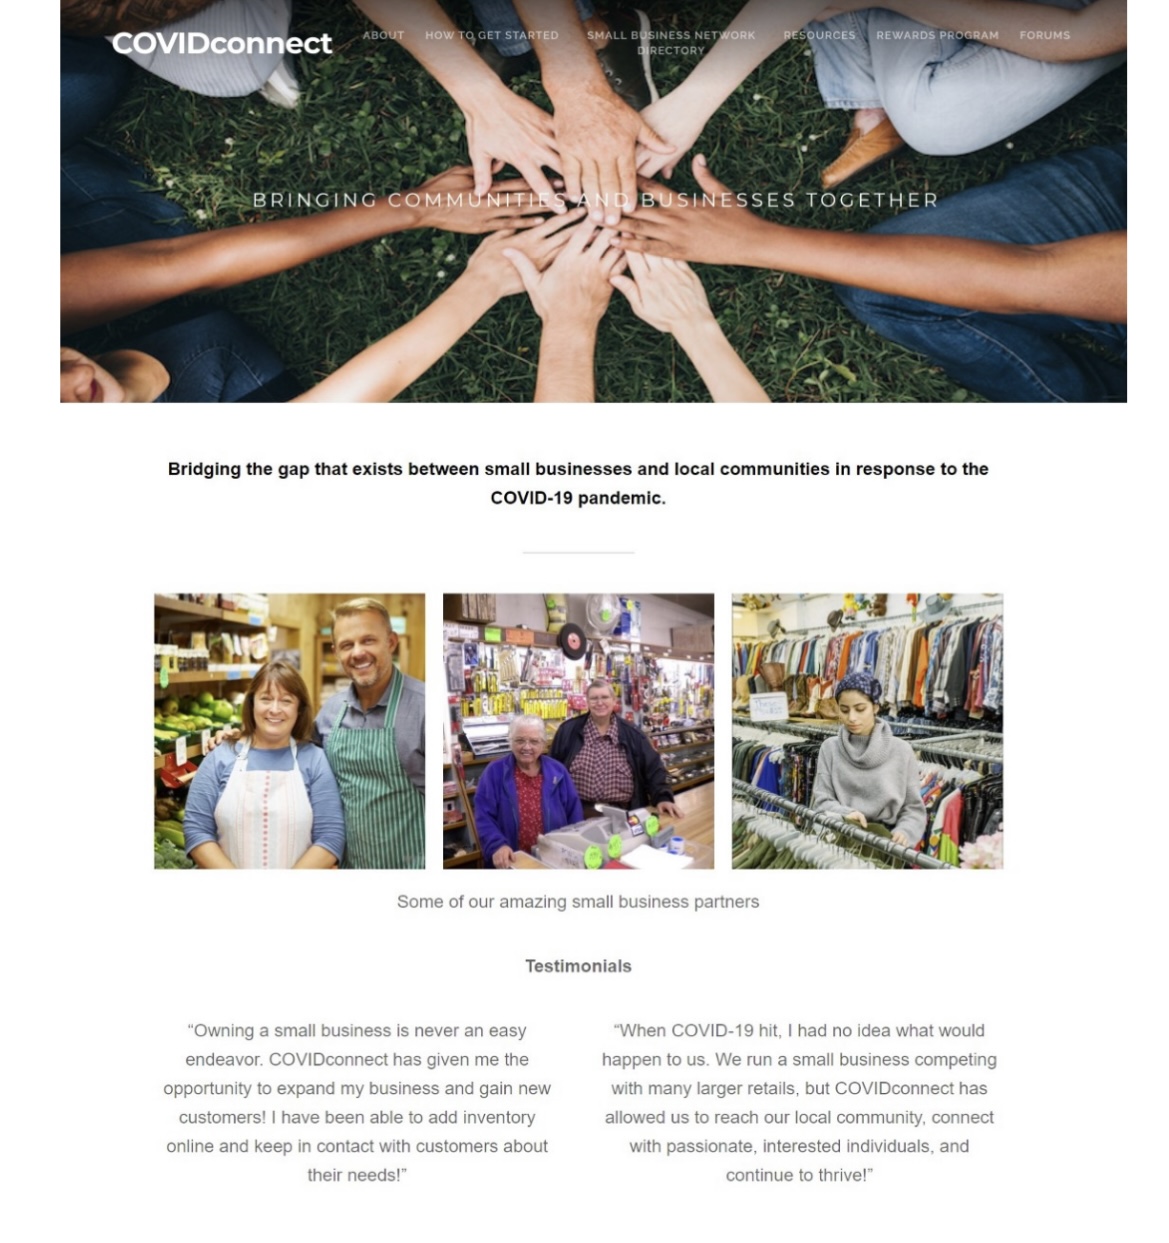 COVIDconnect
ABOUT
HOW TO GET STARTED
SMALL BUSINESS NETWORK
DIRECTORY
RESOURCES
REWARDS PROGRAM
FORUMS
BRINGING COMMUNITIES AND BUSINESSES TOGETHER
Bridging the gap that exists between small businesses and local communities in response to the
COVID-19 pandemic.
Some of our amazing small business partners
Testimonials
“Owning a small business is never an easy
endeavor. COVIDconnect has given me the
opportunity to expand my business and gain new
customers! I have been able to add inventory
online and keep in contact with customers about
their needs!”
“When COVID-19 hit, I had no idea what would
happen to us. We run a small business competing
with many larger retails, but COVIDconnect has
allowed us to reach our local community, connect
with passionate, interested individuals, and
continue to thrive!”